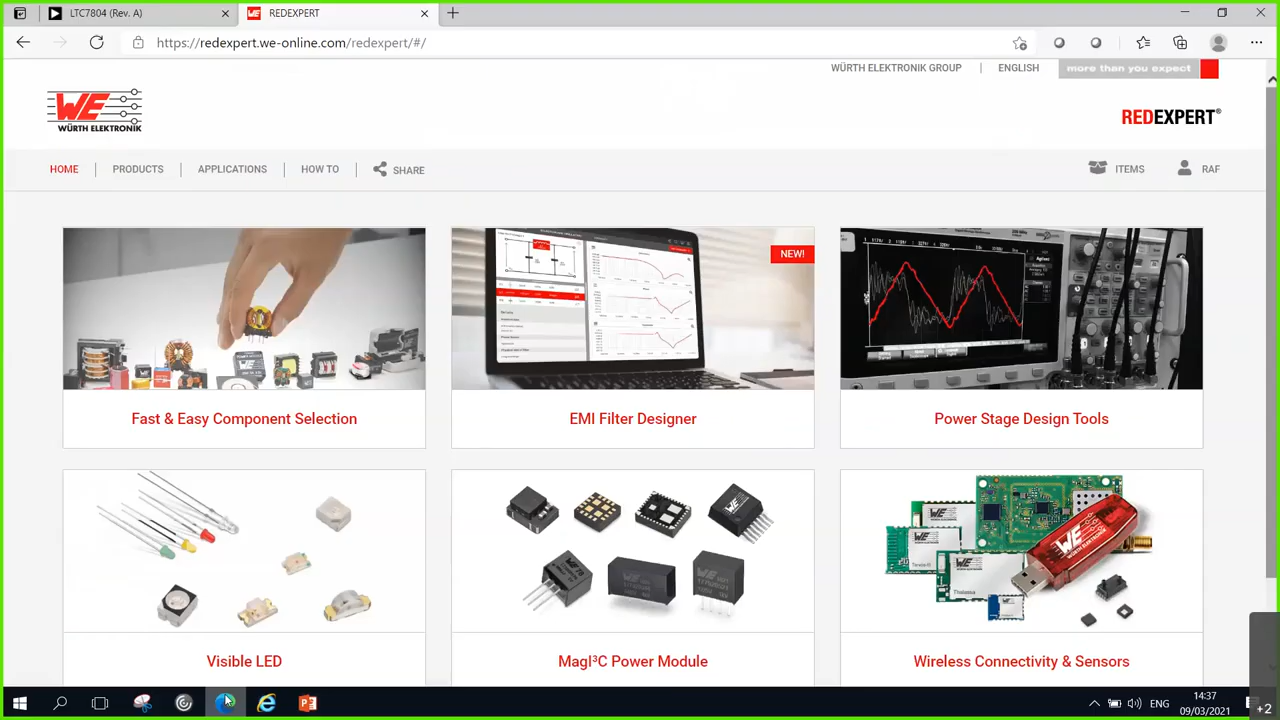 LTC7804 (Rev. A)
REDEXPERT
https://redexpert.we-online.com/redexpert/#/
WÜRTH ELEKTRONIK GROUP
ENGLISH
more than you expect
WE
WÜRTH ELEKTRONIK
REDEXPERT®
HOME
PRODUCTS
APPLICATIONS
HOW TO
SHARE
ITEMS
RAF
NEW!
Fast & Easy Component Selection
EMI Filter Designer
Power Stage Design Tools
Visible LED
MagI³C Power Module
Wireless Connectivity & Sensors
ENG
14:37
09/03/2021
+2